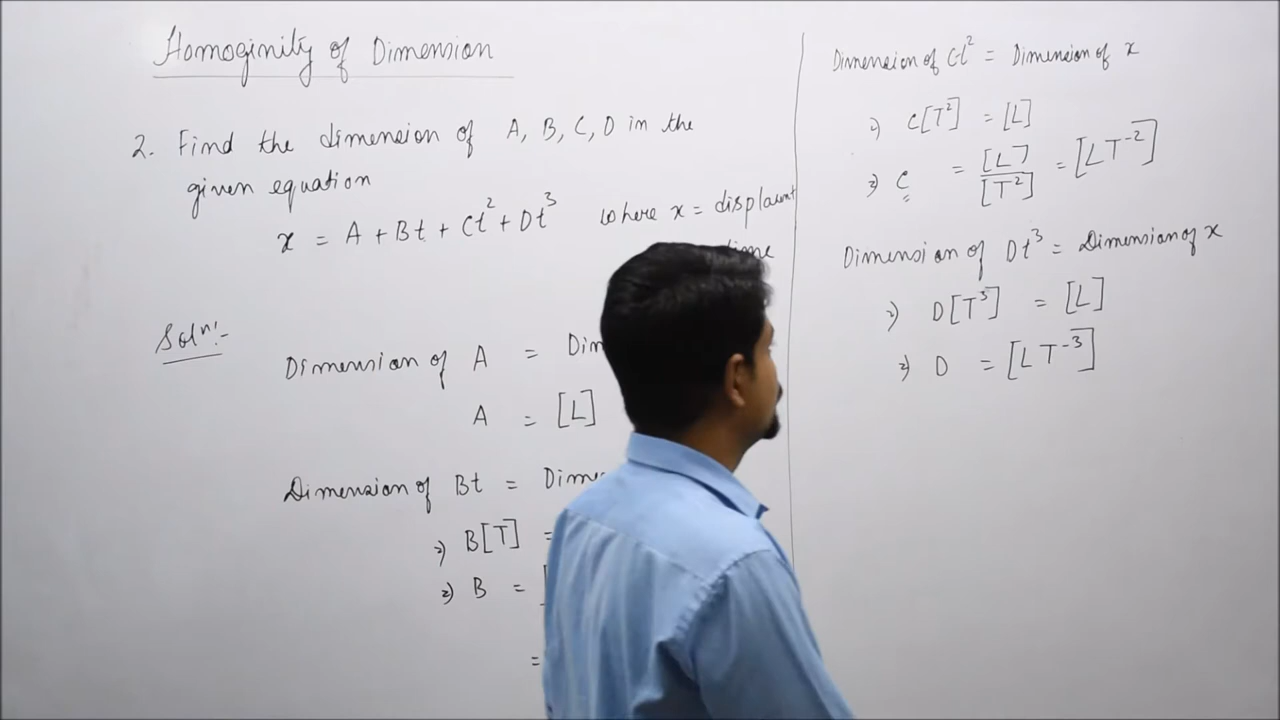 Homoginity of Dimension
2. Find the dimension of A, B, C, D in the
given equation
x = A + Bt + Ct² + Dt³ where x = displacemt
time
Soln:-
Dimension of A = Dim
A = [L]
Dimension of Bt = Dime
⇒ B[T] =
⇒ B = [
=
Dimension of Ct² = Dimension of x
⇒ C[T²] = [L]
⇒ C = [L] / [T²] = [LT⁻²]
Dimension of Dt³ = Dimension of x
⇒ D[T³] = [L]
⇒ D = [LT⁻³]